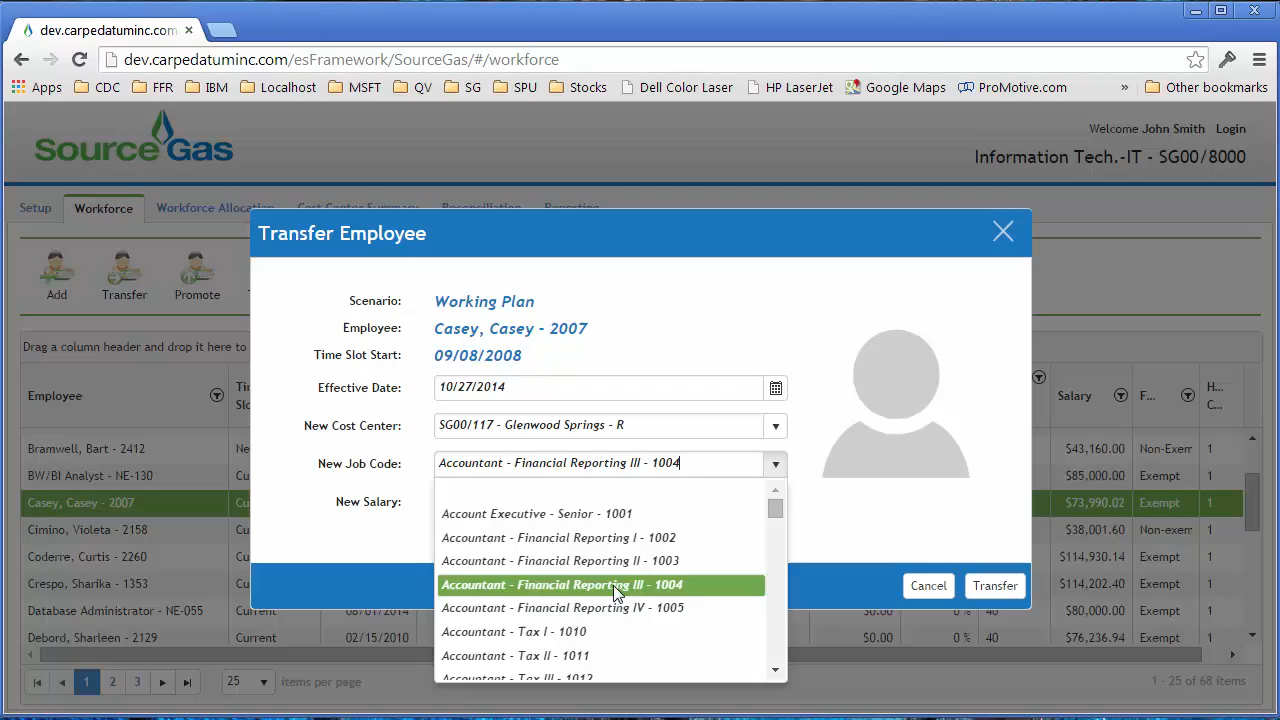 dev.carpedatuminc.com
dev.carpedatuminc.com/esFramework/SourceGas/#/workforce
Apps CDC FFR IBM Localhost MSFT QV SG SPU Stocks Dell Color Laser HP LaserJet Google Maps ProMotive.com » Other bookmarks
SourceGas
Welcome John Smith Login
Information Tech.-IT - SG00/8000
Setup Workforce Workforce Allocation Cost Center Summary Reconciliation Reporting
Transfer Employee
Add Transfer Promote
Scenario: Working Plan
Employee: Casey, Casey - 2007
Time Slot Start: 09/08/2008
Effective Date: 10/27/2014
New Cost Center: SG00/117 - Glenwood Springs - R
New Job Code: Accountant - Financial Reporting III - 1004
New Salary:
Account Executive - Senior - 1001
Accountant - Financial Reporting I - 1002
Accountant - Financial Reporting II - 1003
Accountant - Financial Reporting III - 1004
Accountant - Financial Reporting IV - 1005
Accountant - Tax I - 1010
Accountant - Tax II - 1011
Accountant - Tax III - 1012
Cancel Transfer
Drag a column header and drop it here to
Employee Salary F... H... C...
Bramwell, Bart - 2412 $43,160.00 Non-Exem 1
BW/BI Analyst - NE-130 $85,000.00 Exempt 1
Casey, Casey - 2007 $73,990.02 Exempt 1
Cimino, Violeta - 2158 $38,001.60 Non-exem 1
Coderre, Curtis - 2260 $114,930.14 Exempt 1
Crespo, Sharika - 1353 $114,202.40 Exempt 1
Database Administrator - NE-055 Current 08/01/2014 $0.00 0 % 40 $80,000.00 Exempt 1
Debord, Sharleen - 2129 Current 02/15/2010 $0.00 0 % 40 $76,236.94 Exempt 1
1 2 3 25 items per page 1 - 25 of 68 items